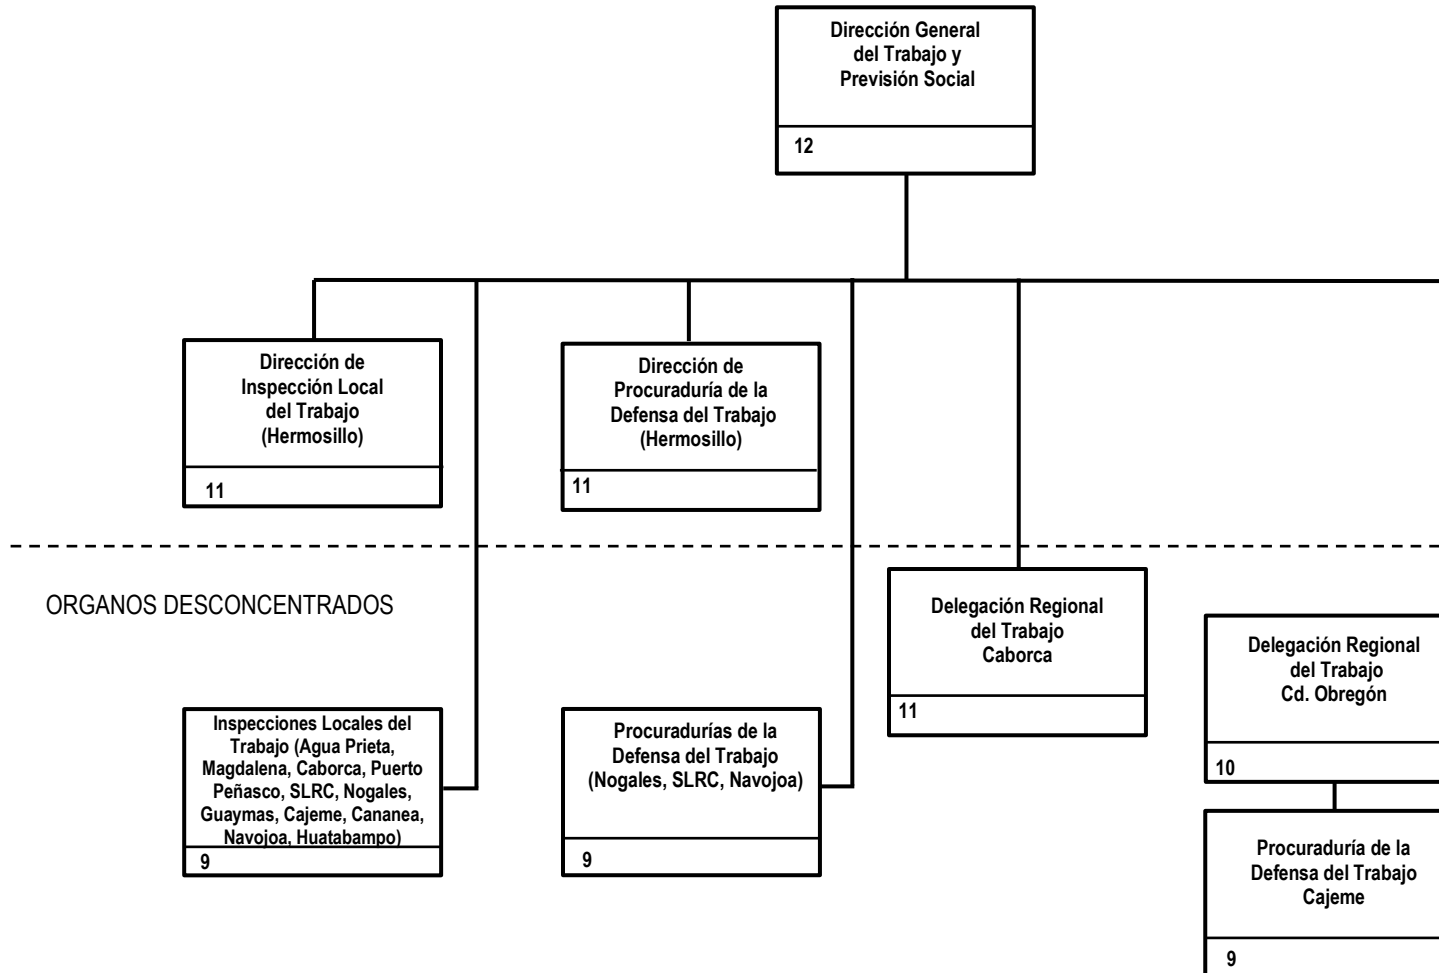 Dirección General
del Trabajo y
Previsión Social
12
Dirección de
Inspección Local
del Trabajo
(Hermosillo)
11
Dirección de
Procuraduría de la
Defensa del Trabajo
(Hermosillo)
11
ORGANOS DESCONCENTRADOS
Delegación Regional
del Trabajo
Caborca
11
Delegación Regional
del Trabajo
Cd. Obregón
10
Inspecciones Locales del
Trabajo (Agua Prieta,
Magdalena, Caborca, Puerto
Peñasco, SLRC, Nogales,
Guaymas, Cajeme, Cananea,
Navojoa, Huatabampo)
9
Procuradurías de la
Defensa del Trabajo
(Nogales, SLRC, Navojoa)
9
Procuraduría de la
Defensa del Trabajo
Cajeme
9